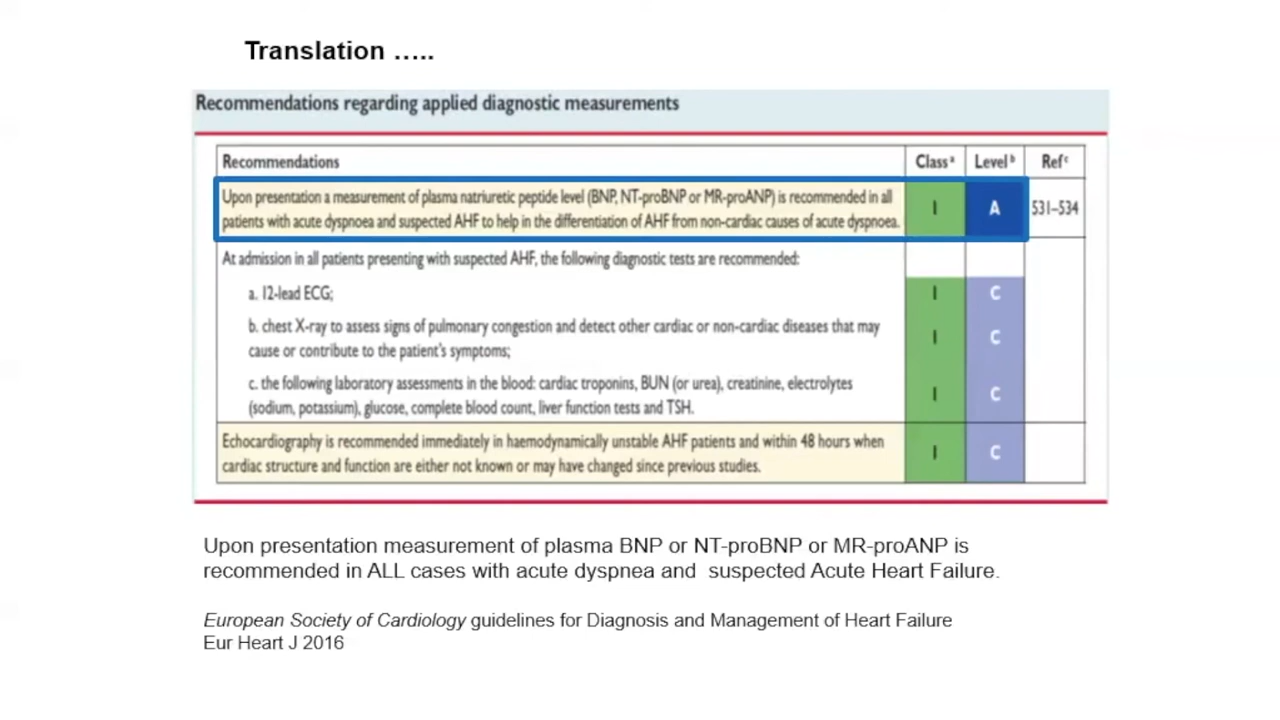 Translation …..
Recommendations regarding applied diagnostic measurements
Recommendations Class a Level b Ref c
Upon presentation a measurement of plasma natriuretic peptide level (BNP, NT-proBNP or MR-proANP) is recommended in all
patients with acute dyspnoea and suspected AHF to help in the differentiation of AHF from non-cardiac causes of acute dyspnoea.
I A 531–534
At admission in all patients presenting with suspected AHF, the following diagnostic tests are recommended:
a. 12-lead ECG;
I C
b. chest X-ray to assess signs of pulmonary congestion and detect other cardiac or non-cardiac diseases that may
cause or contribute to the patient's symptoms;
I C
c. the following laboratory assessments in the blood: cardiac troponins, BUN (or urea), creatinine, electrolytes
(sodium, potassium), glucose, complete blood count, liver function tests and TSH.
I C
Echocardiography is recommended immediately in haemodynamically unstable AHF patients and within 48 hours when
cardiac structure and function are either not known or may have changed since previous studies.
I C
Upon presentation measurement of plasma BNP or NT-proBNP or MR-proANP is
recommended in ALL cases with acute dyspnea and suspected Acute Heart Failure.
European Society of Cardiology guidelines for Diagnosis and Management of Heart Failure
Eur Heart J 2016